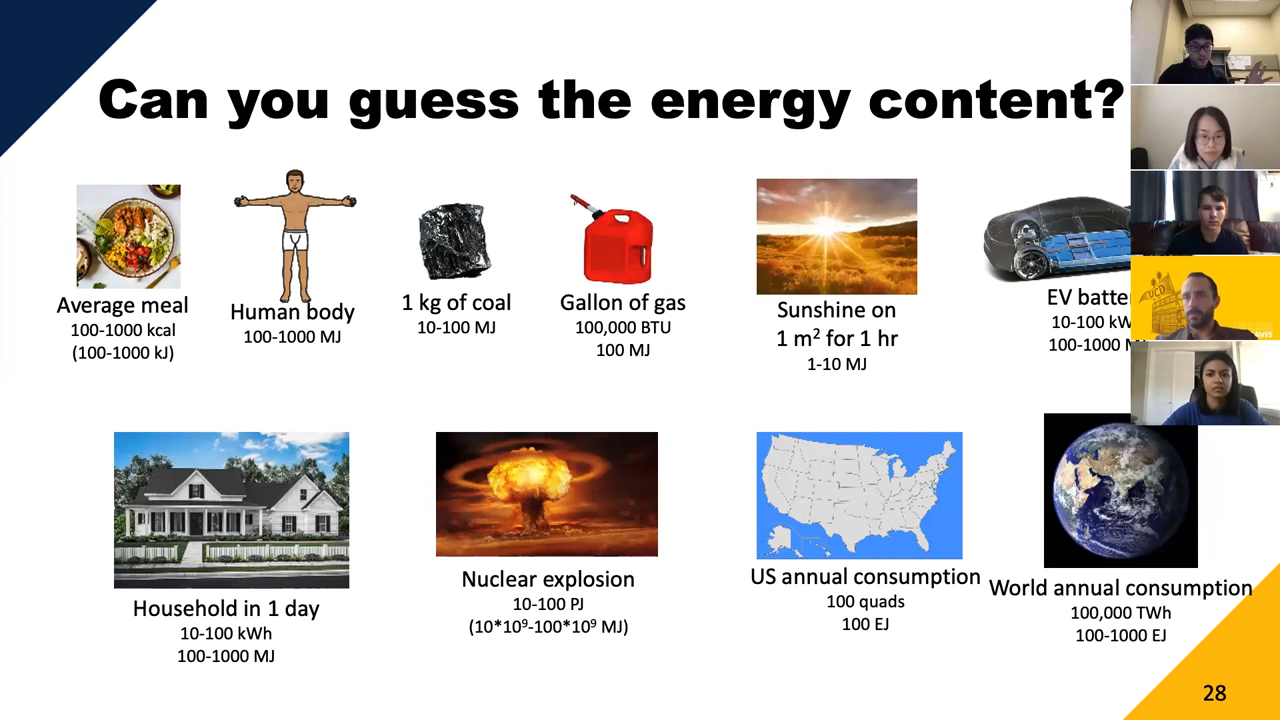 Can you guess the energy content?
Average meal
100-1000 kcal
(100-1000 kJ)
Human body
100-1000 MJ
1 kg of coal
10-100 MJ
Gallon of gas
100,000 BTU
100 MJ
Sunshine on
1 m² for 1 hr
1-10 MJ
EV
10-100
100-1000
UCD
Household in 1 day
10-100 kWh
100-1000 MJ
Nuclear explosion
10-100 PJ
(10*10⁹-100*10⁹ MJ)
US annual consumption
100 quads
100 EJ
World annual consumption
100,000 TWh
100-1000 EJ
28